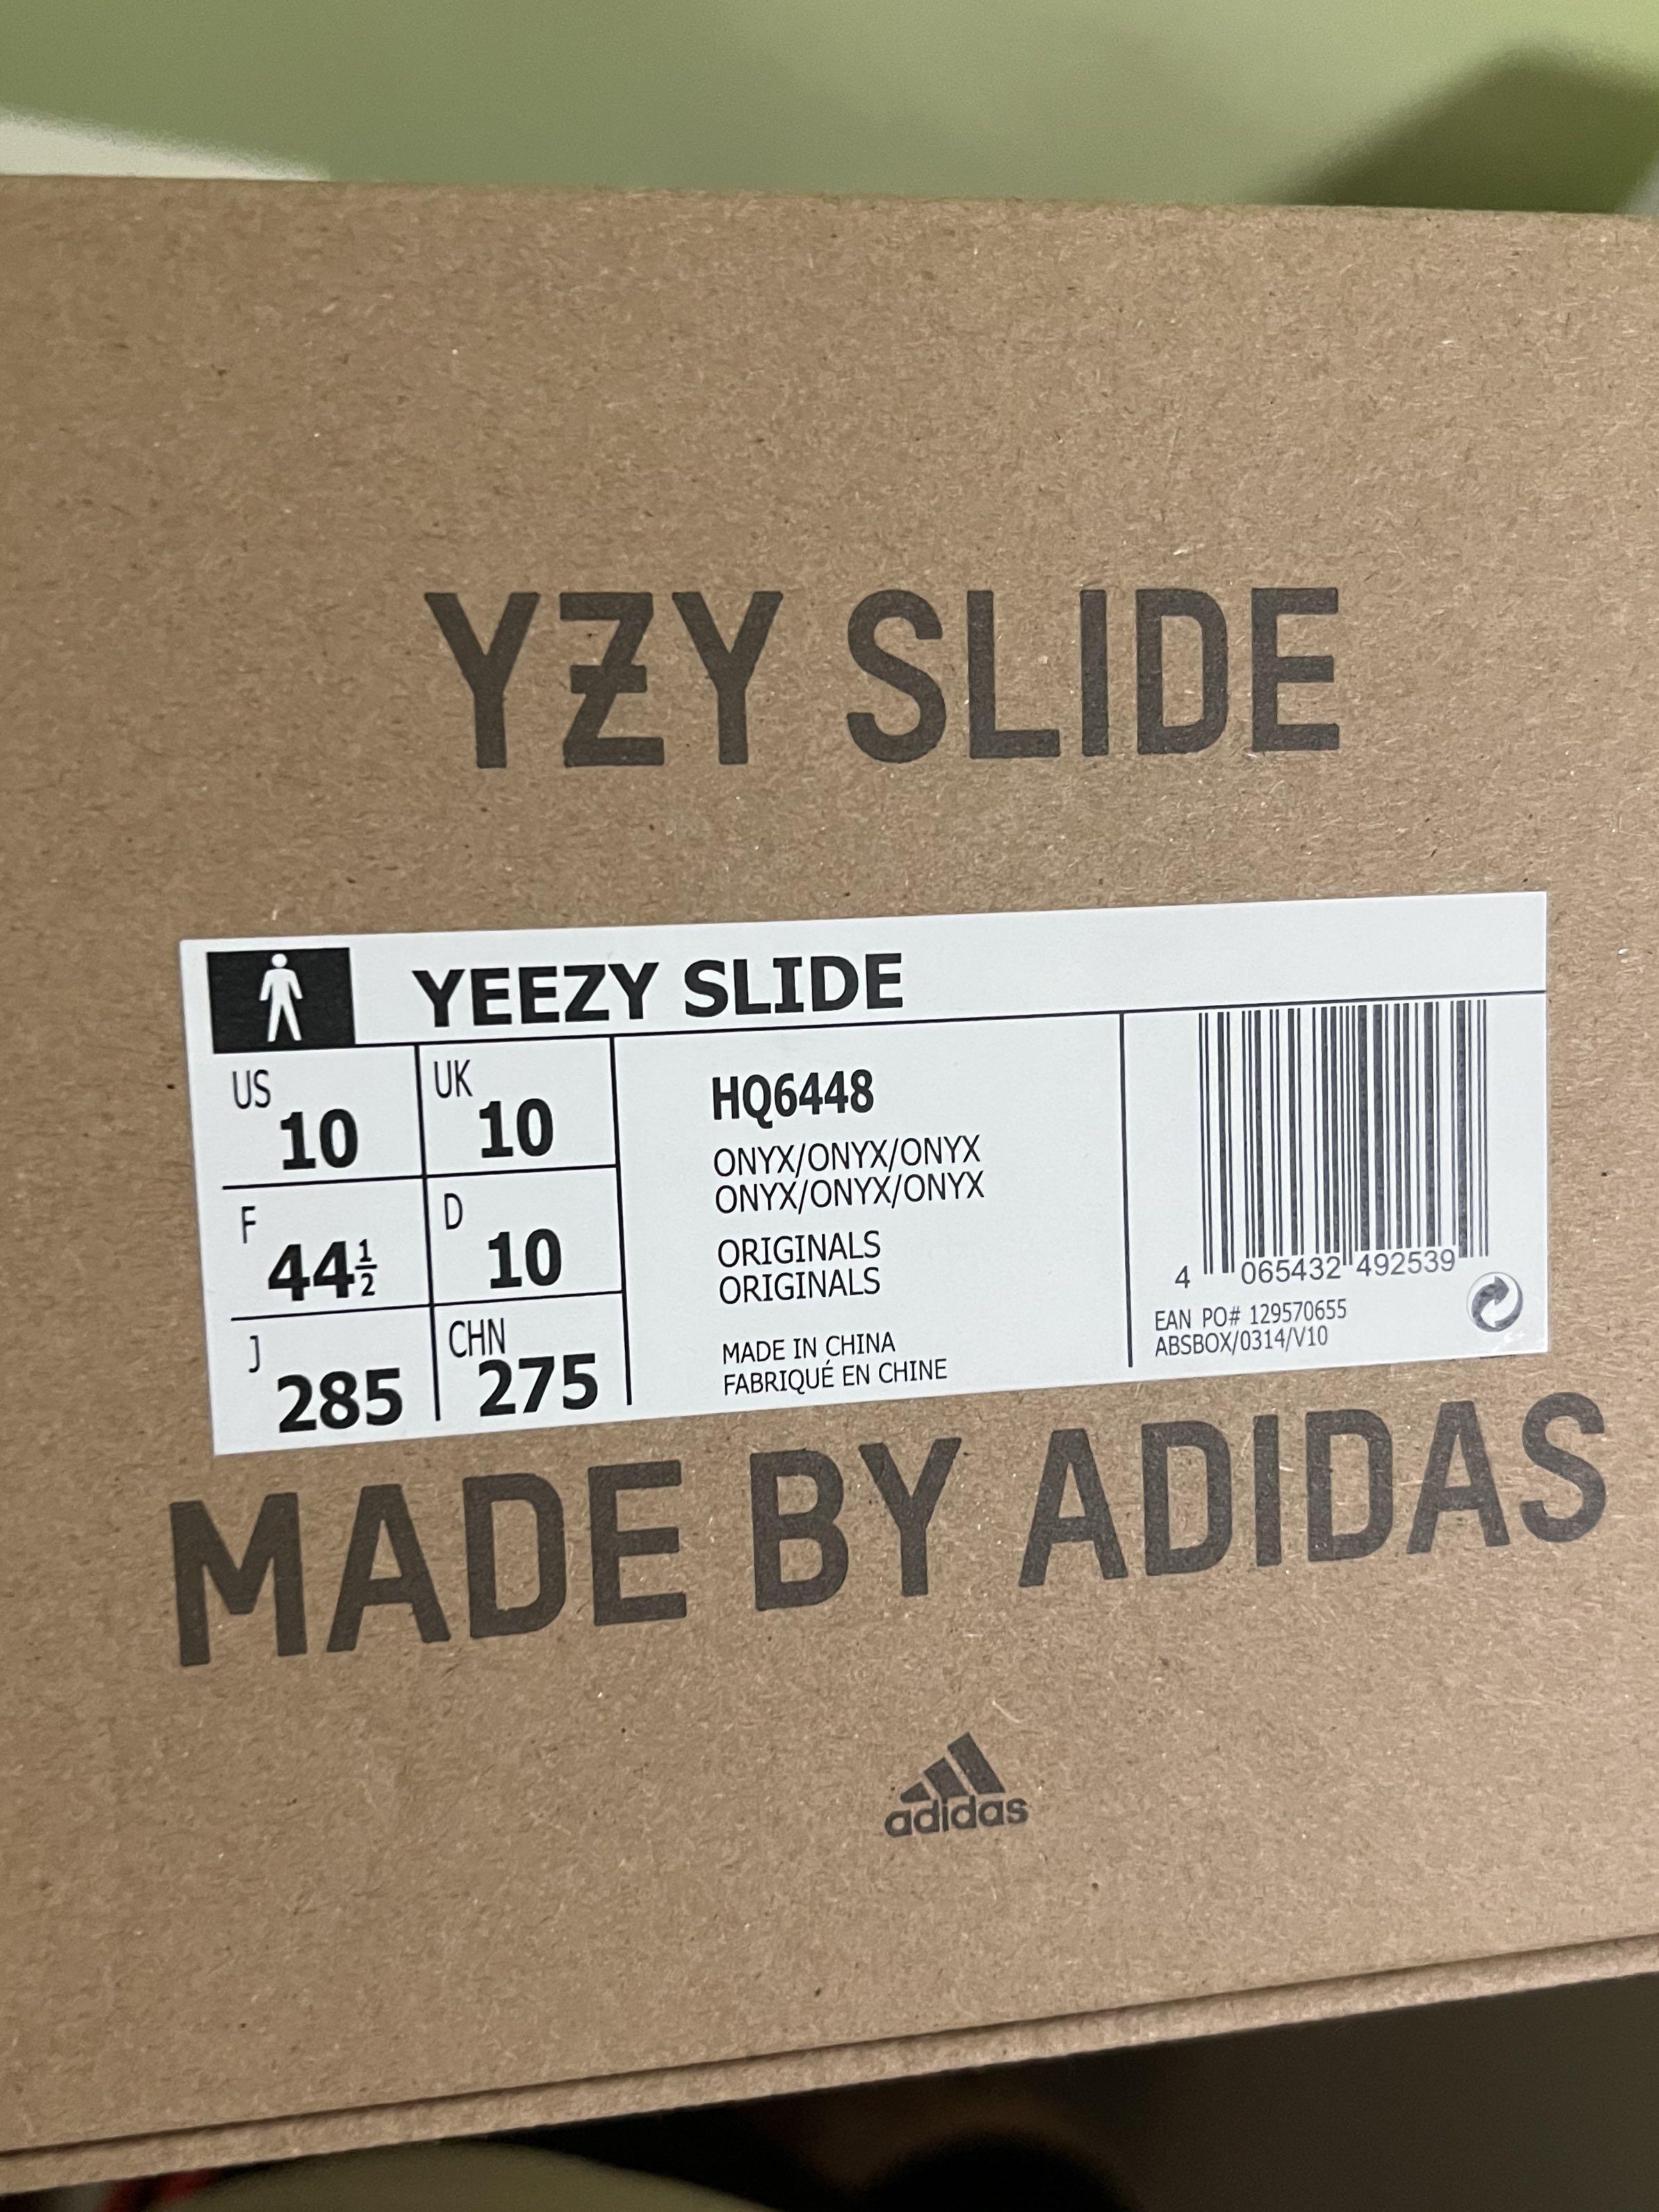 YZY SLIDE
YEEZY SLIDE
US 10
UK 10
F 44½
D 10
J 285
CHN 275
HQ6448
ONYX/ONYX/ONYX
ONYX/ONYX/ONYX
ORIGINALS
ORIGINALS
MADE IN CHINA
FABRIQUÉ EN CHINE
4 065432 492539
EAN PO# 129570655
ABSBOX/0314/V10
MADE BY ADIDAS
adidas